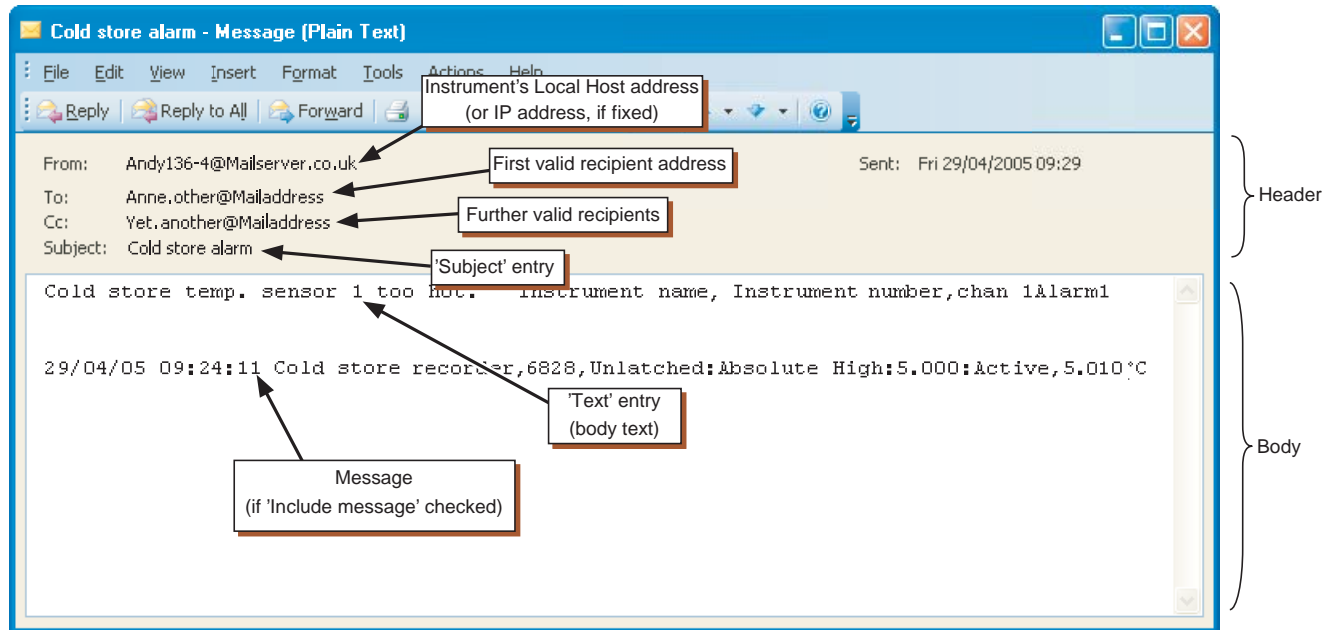 Cold store alarm - Message (Plain Text)
File Edit View Insert Format Tools Actions Help
Reply Reply to All Forward
Instrument's Local Host address
(or IP address, if fixed)
From: Andy136-4@Mailserver.co.uk
First valid recipient address
Sent: Fri 29/04/2005 09:29
To: Anne.other@Mailaddress
Cc: Yet.another@Mailaddress
Further valid recipients
Subject: Cold store alarm
'Subject' entry
Header
Cold store temp. sensor 1 too hot. Instrument name, Instrument number,chan 1Alarm1
29/04/05 09:24:11 Cold store recorder,6828,Unlatched:Absolute High:5.000:Active,5.010°C
'Text' entry
(body text)
Message
(if 'Include message' checked)
Body